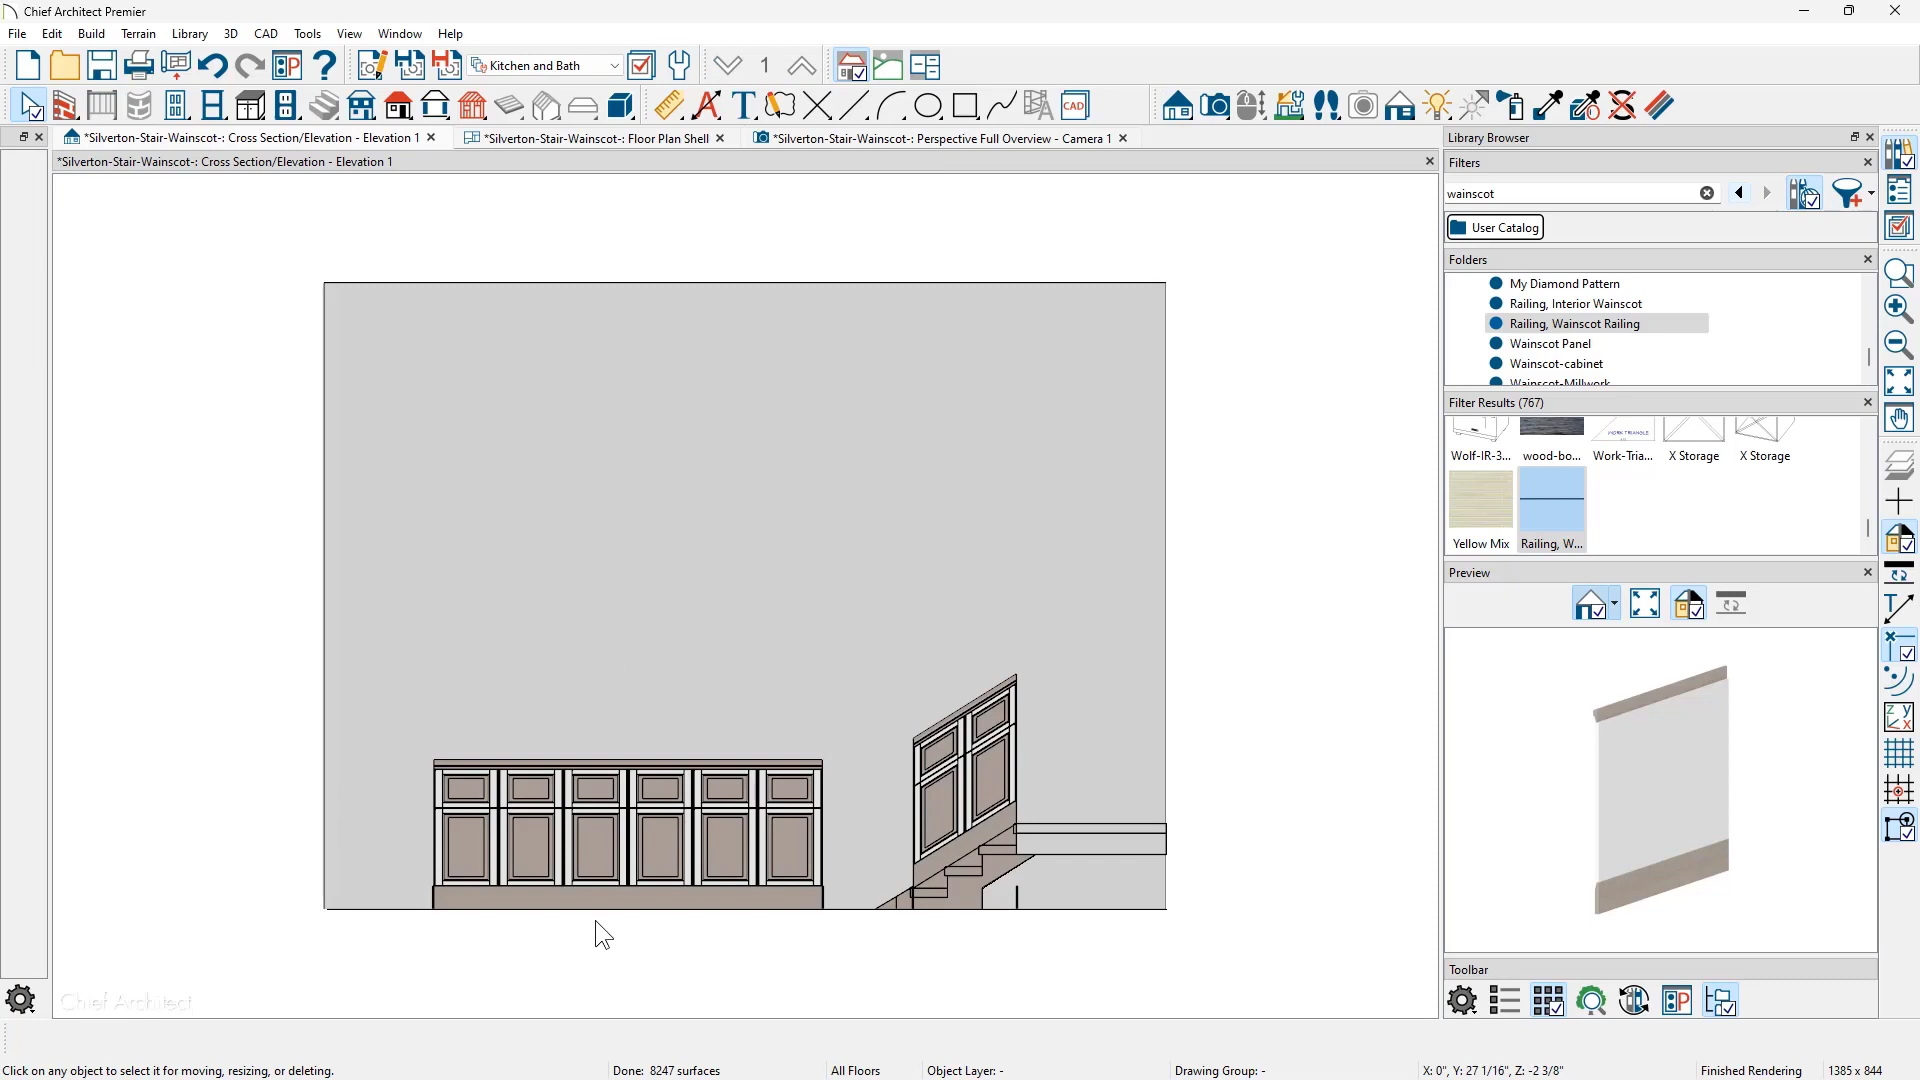 Chief Architect Premier
File Edit Build Terrain Library 3D CAD Tools View Window Help
Kitchen and Bath
1
CAD
*Silverton-Stair-Wainscot-: Cross Section/Elevation - Elevation 1
*Silverton-Stair-Wainscot-: Floor Plan Shell
*Silverton-Stair-Wainscot-: Perspective Full Overview - Camera 1
*Silverton-Stair-Wainscot-: Cross Section/Elevation - Elevation 1
Library Browser
Filters
wainscot
User Catalog
Folders
My Diamond Pattern
Railing, Interior Wainscot
Railing, Wainscot Railing
Wainscot Panel
Wainscot-cabinet
Wainscot-Millwork
Filter Results (767)
WORK TRIANGLE
Wolf-IR-3... wood-bo... Work-Tria... X Storage X Storage
Yellow Mix Railing, W...
Preview
Toolbar
Chief Architect
Click on any object to select it for moving, resizing, or deleting.
Done: 8247 surfaces
All Floors
Object Layer: -
Drawing Group: -
X: 0", Y: 27 1/16", Z: -2 3/8"
Finished Rendering
1385 x 844